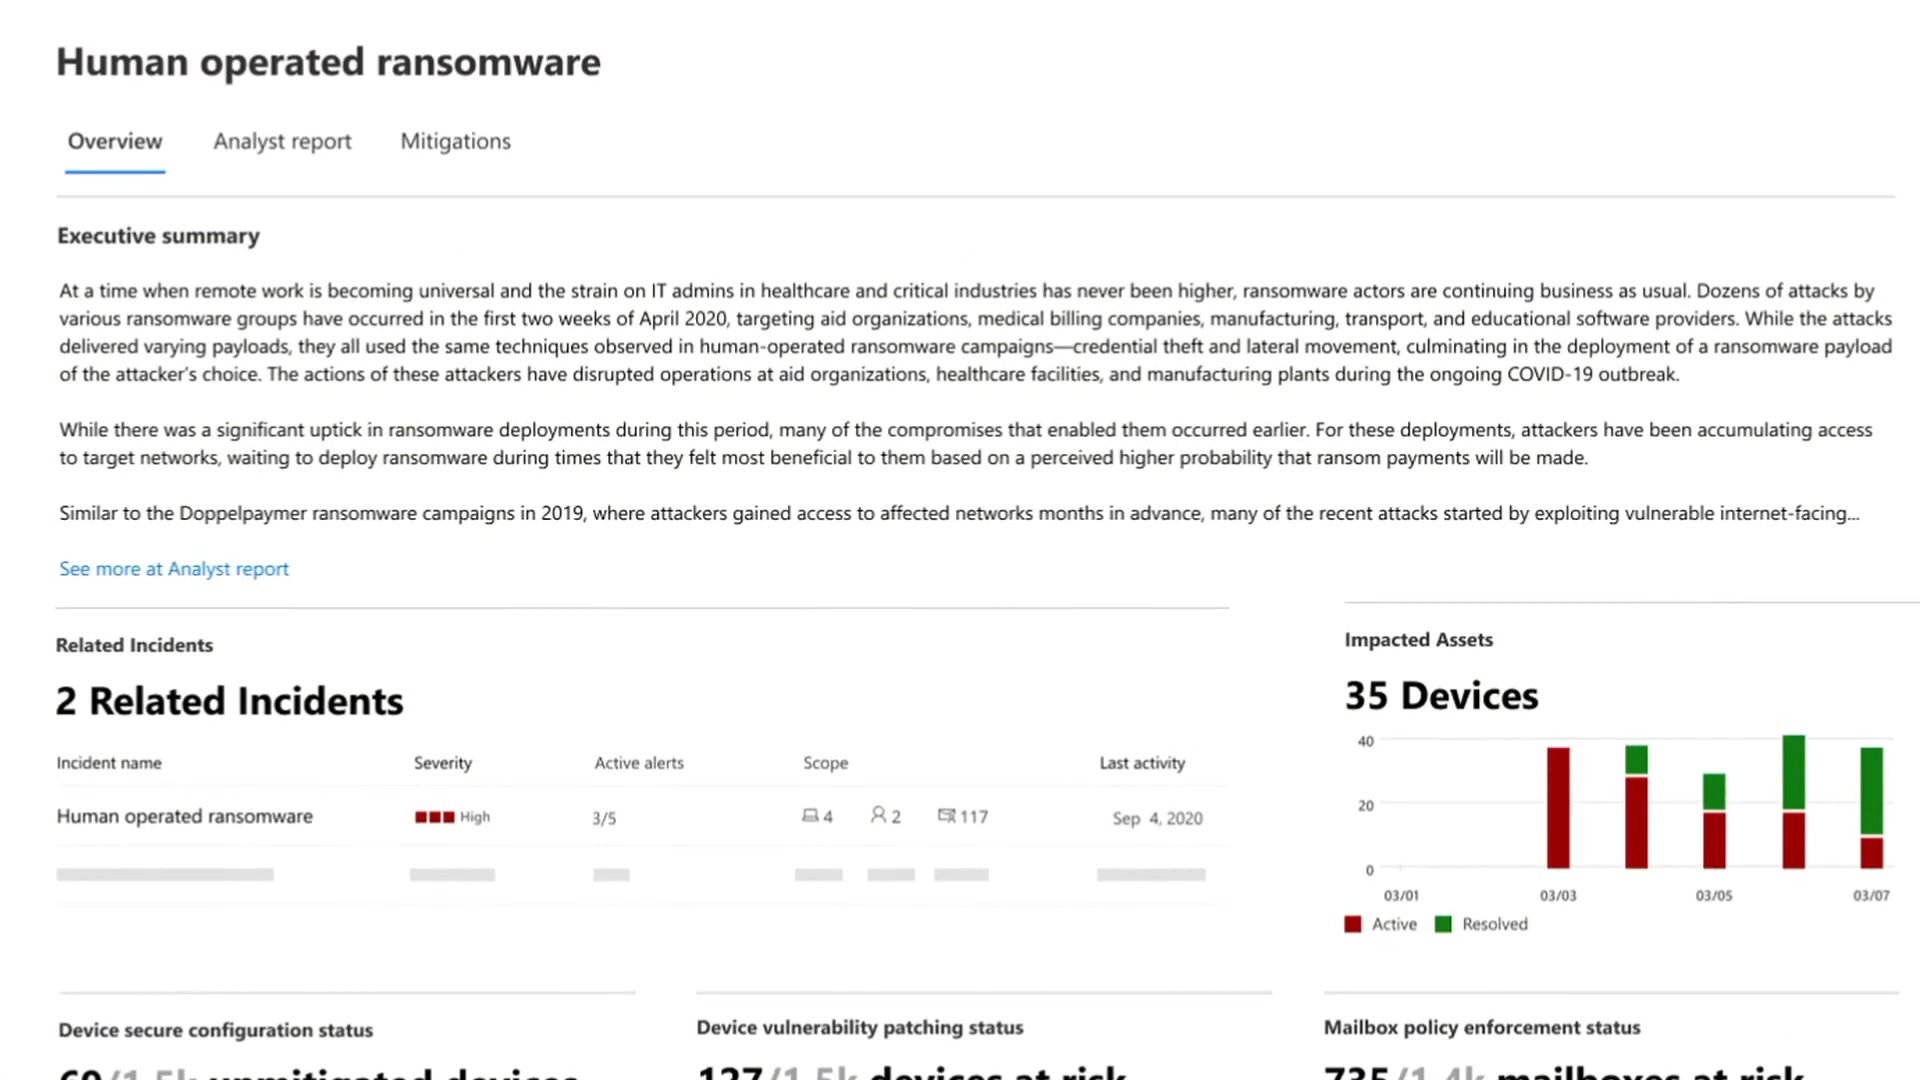 Human operated ransomware
Overview
Analyst report
Mitigations
Executive summary
At a time when remote work is becoming universal and the strain on IT admins in healthcare and critical industries has never been higher, ransomware actors are continuing business as usual. Dozens of attacks by
various ransomware groups have occurred in the first two weeks of April 2020, targeting aid organizations, medical billing companies, manufacturing, transport, and educational software providers. While the attacks
delivered varying payloads, they all used the same techniques observed in human-operated ransomware campaigns—credential theft and lateral movement, culminating in the deployment of a ransomware payload
of the attacker's choice. The actions of these attackers have disrupted operations at aid organizations, healthcare facilities, and manufacturing plants during the ongoing COVID-19 outbreak.
While there was a significant uptick in ransomware deployments during this period, many of the compromises that enabled them occurred earlier. For these deployments, attackers have been accumulating access
to target networks, waiting to deploy ransomware during times that they felt most beneficial to them based on a perceived higher probability that ransom payments will be made.
Similar to the Doppelpaymer ransomware campaigns in 2019, where attackers gained access to affected networks months in advance, many of the recent attacks started by exploiting vulnerable internet-facing...
See more at Analyst report
Related Incidents
2 Related Incidents
Incident name Severity Active alerts Scope Last activity
Human operated ransomware High 3/5 4 2 117 Sep 4, 2020
Impacted Assets
35 Devices
40
20
0
03/01 03/03 03/05 03/07
Active Resolved
Device secure configuration status
unmitigated devices
Device vulnerability patching status
127/1.5k devices at risk
Mailbox policy enforcement status
735/1.4k mailboxes at risk